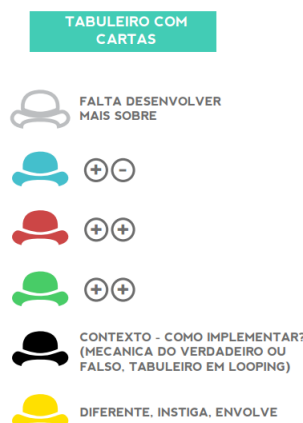 TABULEIRO COM
CARTAS
FALTA DESENVOLVER
MAIS SOBRE
+ -
+ +
+ +
CONTEXTO - COMO IMPLEMENTAR?
(MECANICA DO VERDADEIRO OU
FALSO, TABULEIRO EM LOOPING)
DIFERENTE, INSTIGA, ENVOLVE